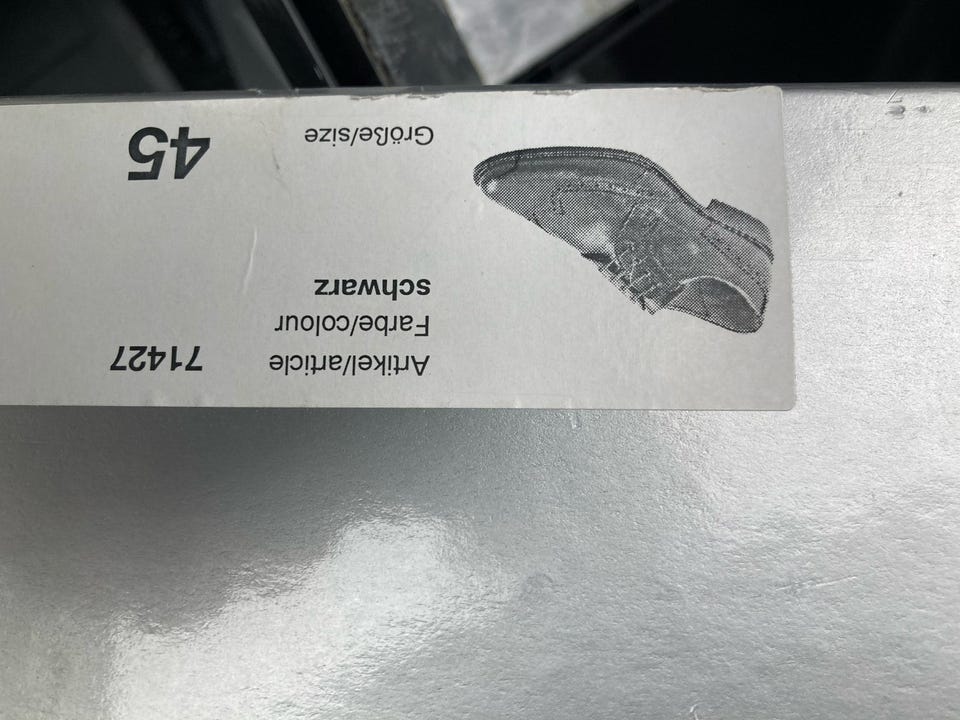 Artikel/article 71427
Farbe/colour
schwarz
Größe/size 45